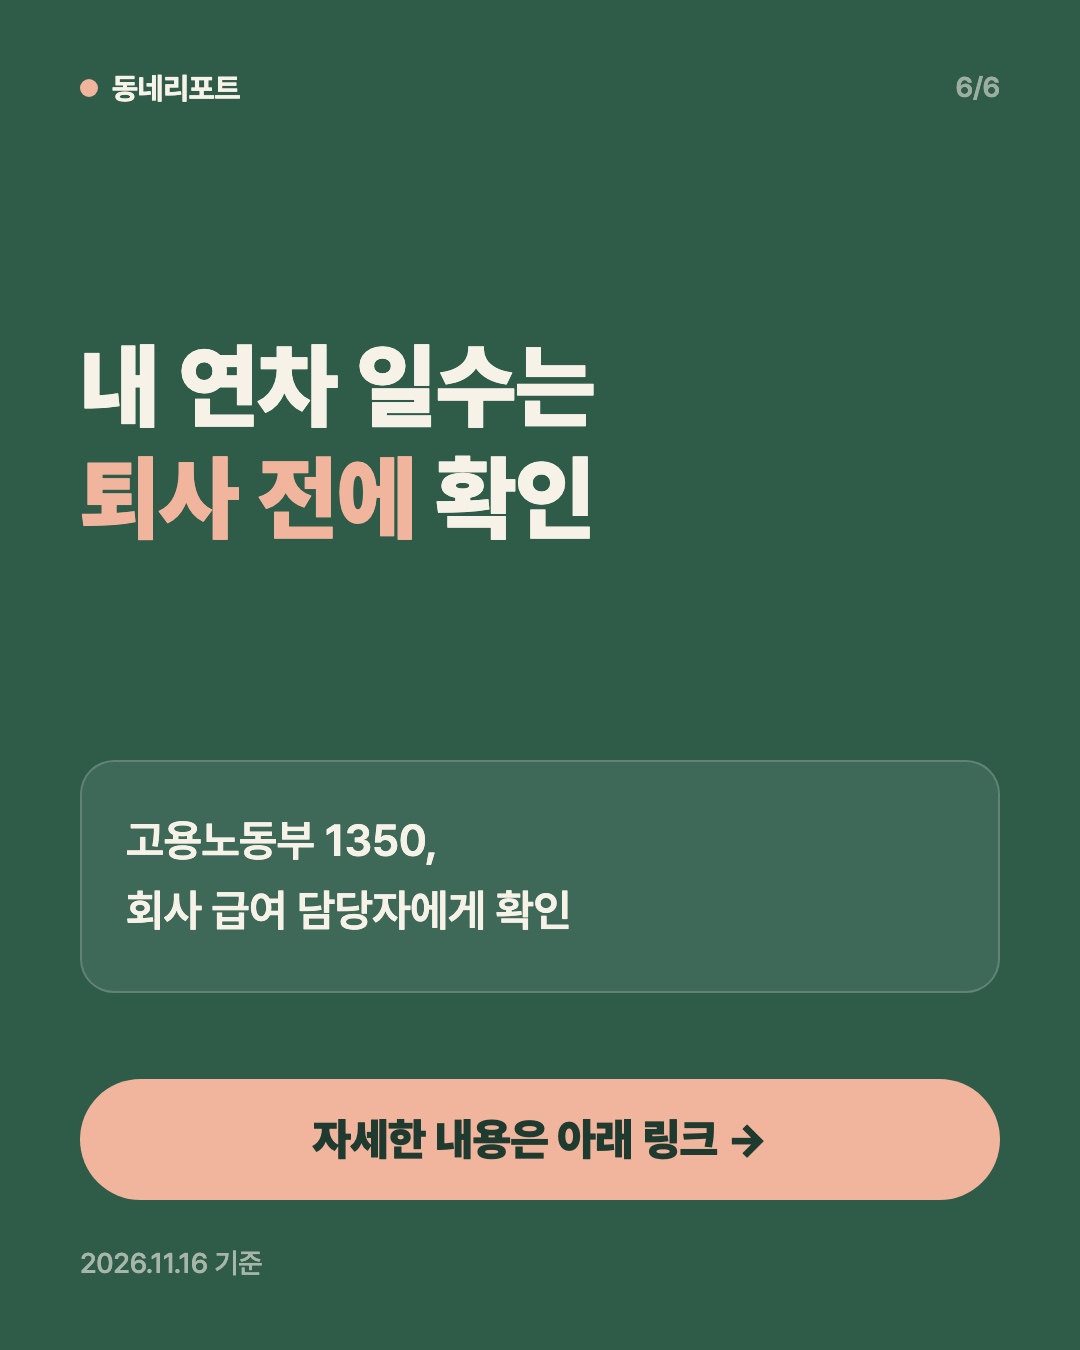 동네리포트
6/6
내 연차 일수는
퇴사 전에 확인
고용노동부 1350,
회사 급여 담당자에게 확인
자세한 내용은 아래 링크 →
2026.11.16 기준